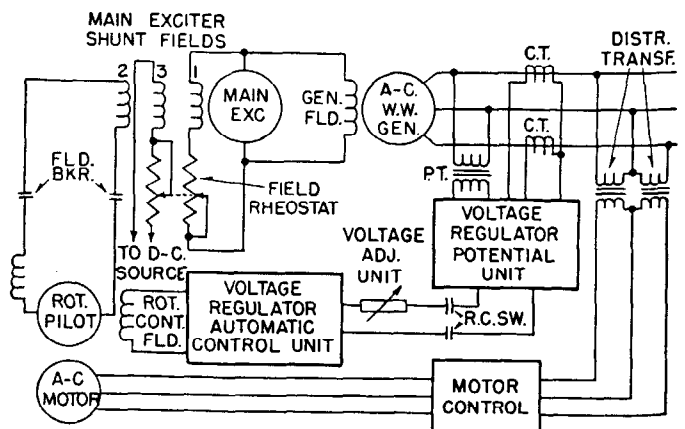 MAIN EXCITER
SHUNT FIELDS
2
3
1
MAIN
EXC
GEN.
FLD.
A-C.
W.W.
GEN.
C.T.
C.T.
DISTR.
TRANSF.
P.T.
FLD.
BKR.
FIELD
RHEOSTAT
TO D-C.
SOURCE
VOLTAGE
ADJ.
UNIT
VOLTAGE
REGULATOR
POTENTIAL
UNIT
ROT.
PILOT
ROT.
CONT.
FLD.
VOLTAGE
REGULATOR
AUTOMATIC
CONTROL UNIT
R.C.SW.
A-C
MOTOR
MOTOR
CONTROL